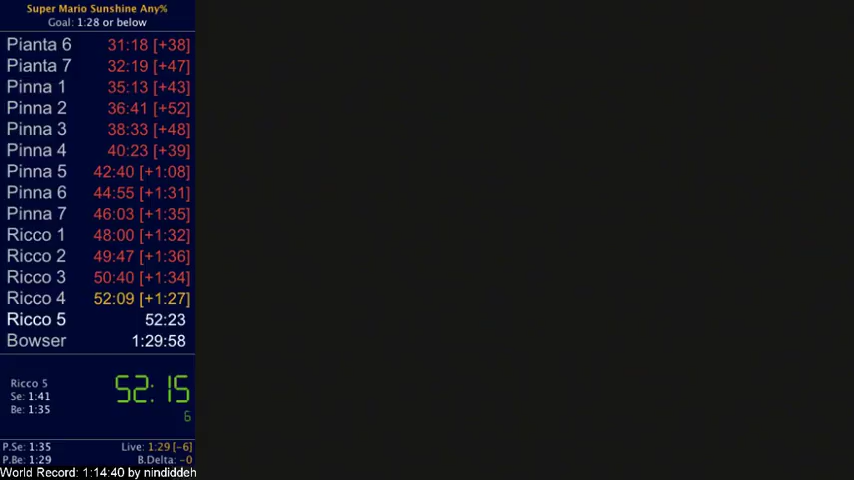 Super Mario Sunshine Any%
Goal: 1:28 or below
Pianta 6 31:18 [+38]
Pianta 7 32:19 [+47]
Pinna 1 35:13 [+43]
Pinna 2 36:41 [+52]
Pinna 3 38:33 [+48]
Pinna 4 40:23 [+39]
Pinna 5 42:40 [+1:08]
Pinna 6 44:55 [+1:31]
Pinna 7 46:03 [+1:35]
Ricco 1 48:00 [+1:32]
Ricco 2 49:47 [+1:36]
Ricco 3 50:40 [+1:34]
Ricco 4 52:09 [+1:27]
Ricco 5 52:23
Bowser 1:29:58
Ricco 5
Se: 1:41
Be: 1:35
52:15
6
P.Se: 1:35 Live: 1:29 [-6]
P.Be: 1:29 B.Delta: -0
World Record: 1:14:40 by nindiddeh